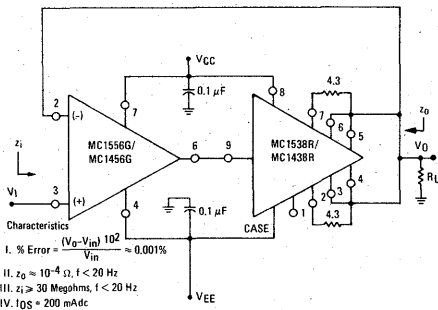 VCC
4.3
2
(−)
7
0.1 µF
8
7
6
5
zo
zi
MC1556G/
MC1456G
6
9
MC1538R/
MC1438R
VO
VI
3
(+)
4
0.1 µF
CASE
1
2
3
4
RL
4.3
Characteristics
I. % Error = (Vo-Vin) 10² / Vin ≈ 0.001%
II. zo ≈ 10⁻⁴ Ω, f < 20 Hz
III. zi ⩾ 30 Megohms, f < 20 Hz
IV. IOS = 200 mAdc
VEE